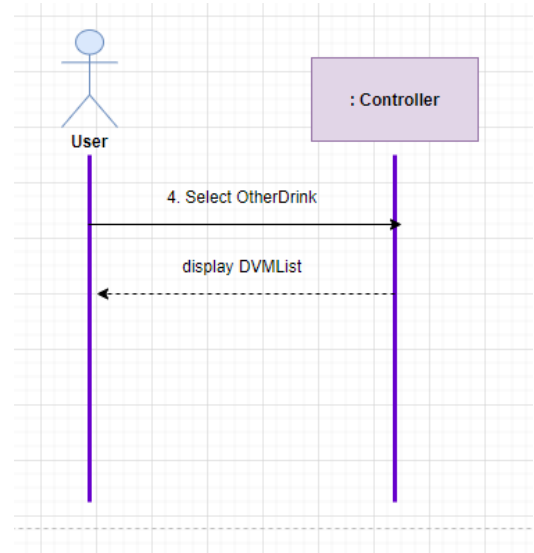 : Controller
User
4. Select OtherDrink
display DVMList